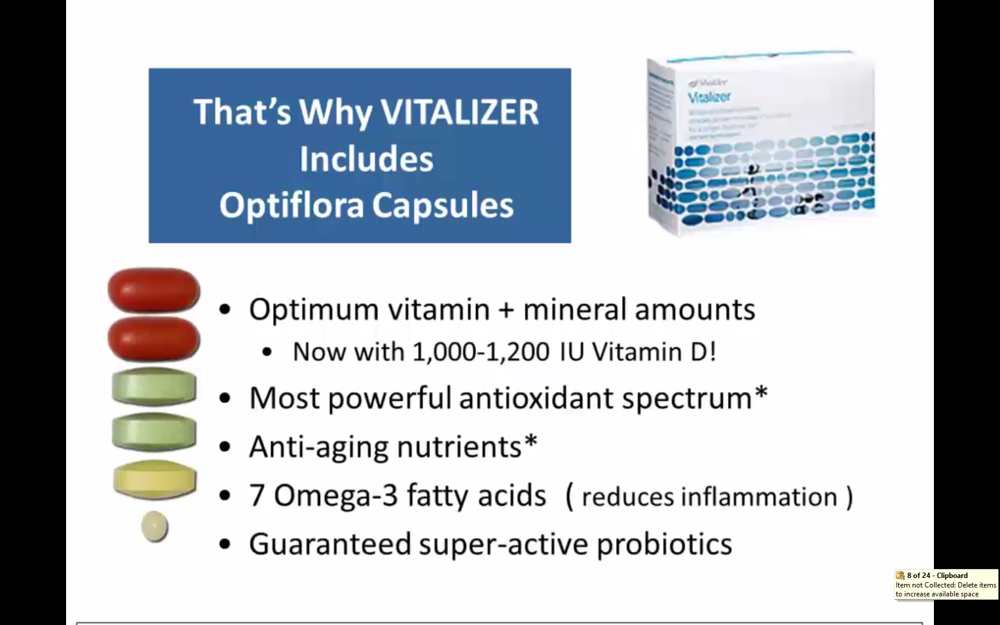 That's Why VITALIZER
Includes
Optiflora Capsules
Shaklee
Vitalizer
• Optimum vitamin + mineral amounts
• Now with 1,000-1,200 IU Vitamin D!
• Most powerful antioxidant spectrum*
• Anti-aging nutrients*
• 7 Omega-3 fatty acids ( reduces inflammation )
• Guaranteed super-active probiotics
8 of 24 - Clipboard
Item not Collected: Delete items
to increase available space